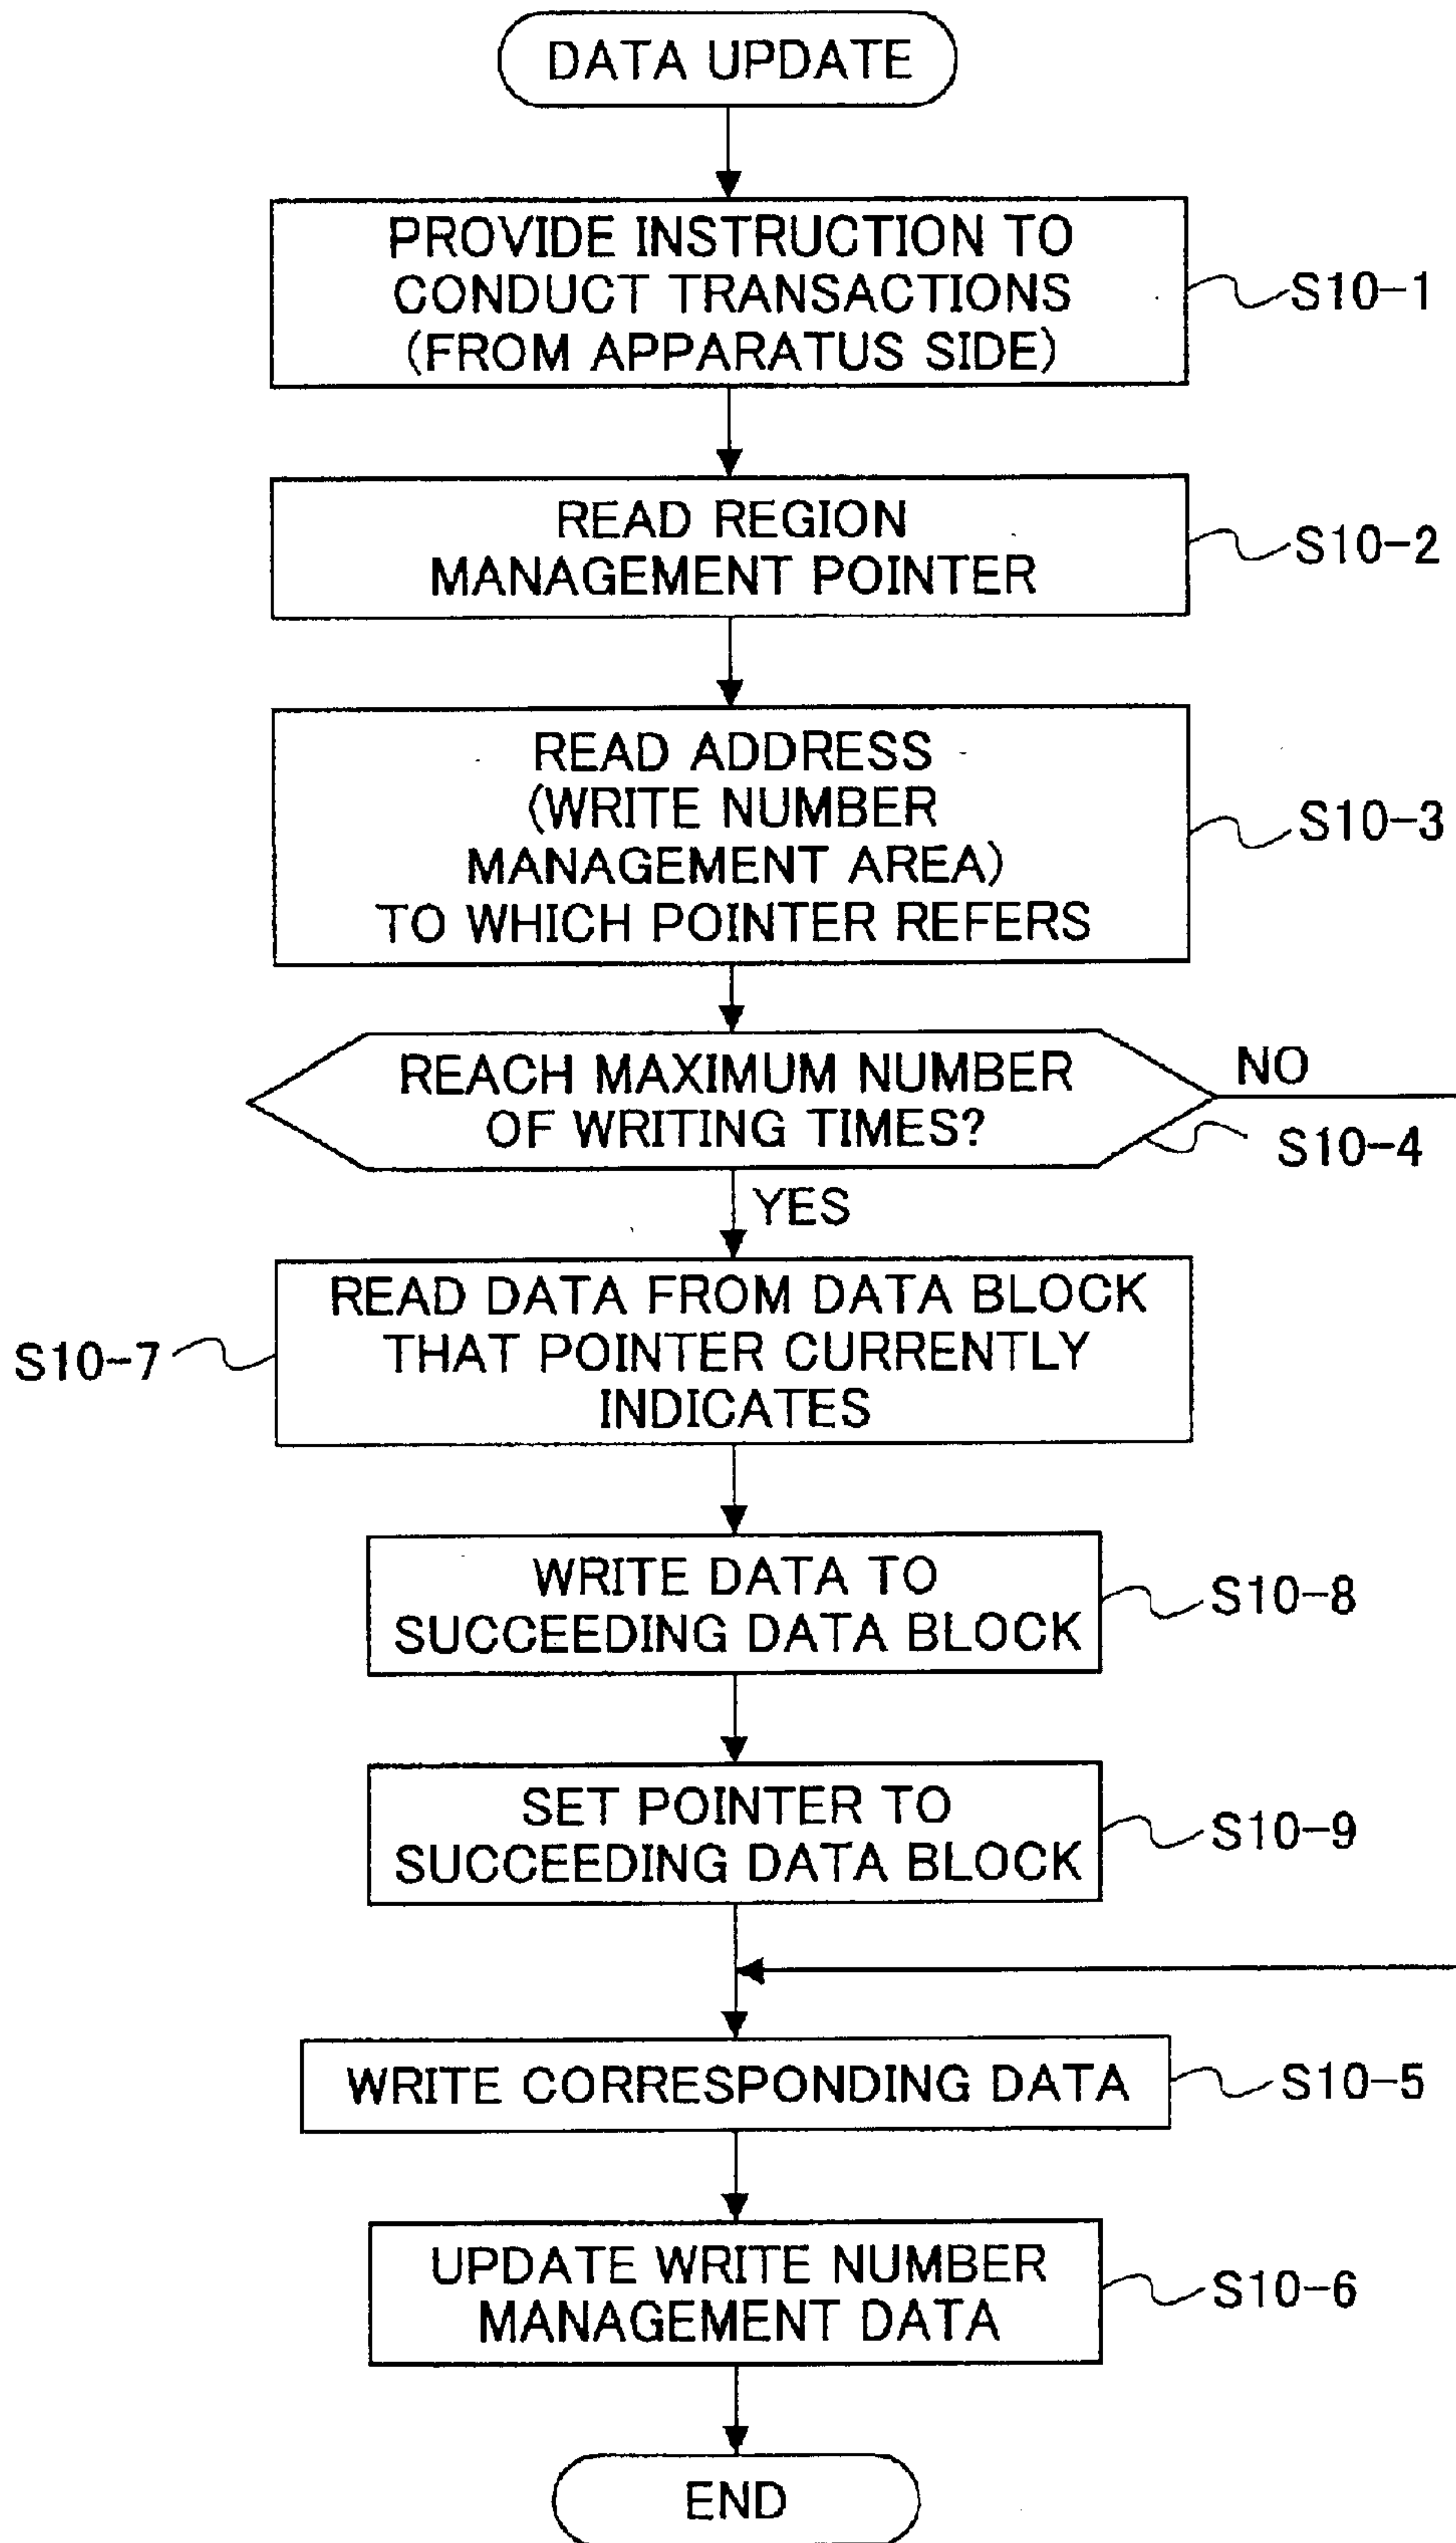 DATA UPDATE
PROVIDE INSTRUCTION TO
CONDUCT TRANSACTIONS
(FROM APPARATUS SIDE)
S10-1
READ REGION
MANAGEMENT POINTER
S10-2
READ ADDRESS
(WRITE NUMBER
MANAGEMENT AREA)
TO WHICH POINTER REFERS
S10-3
REACH MAXIMUM NUMBER
OF WRITING TIMES?
NO
S10-4
YES
READ DATA FROM DATA BLOCK
THAT POINTER CURRENTLY
INDICATES
S10-7
WRITE DATA TO
SUCCEEDING DATA BLOCK
S10-8
SET POINTER TO
SUCCEEDING DATA BLOCK
S10-9
WRITE CORRESPONDING DATA
S10-5
UPDATE WRITE NUMBER
MANAGEMENT DATA
S10-6
END